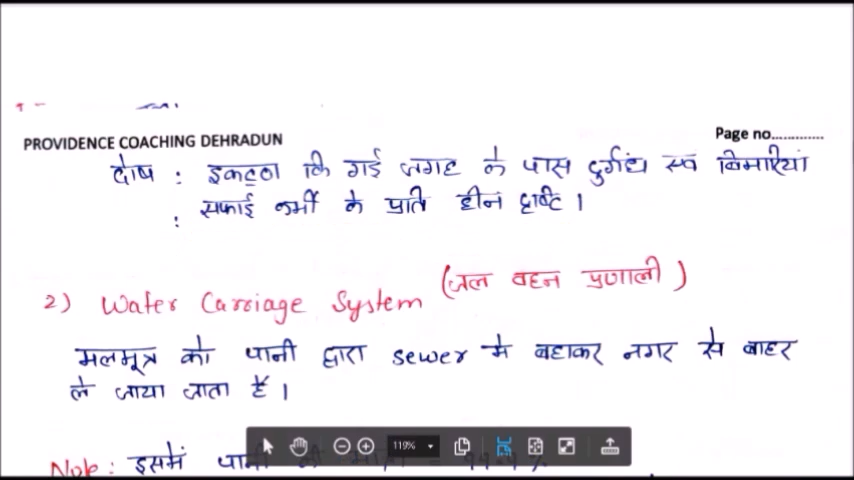 PROVIDENCE COACHING DEHRADUN
Page no.............
दोष : इकट्ठा कि गई जगह के पास दुर्गंध एवं बिमारियां
: सफाई कर्मी के प्रति हीन दृष्टि ।
2) Water Carriage System (जल वहन प्रणाली)
मलमूत्र को पानी द्वारा sewer मे बहाकर नगर से बाहर
ले जाया जाता है ।
119%
Note : इसमें पानी